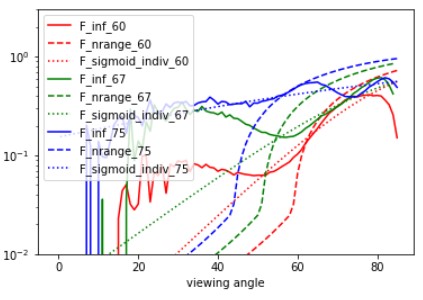 F_inf_60
F_nrange_60
F_sigmoid_indiv_60
F_inf_67
F_nrange_67
F_sigmoid_indiv_67
F_inf_75
F_nrange_75
F_sigmoid_indiv_75
10⁰
10⁻¹
10⁻²
0 20 40 60 80
viewing angle